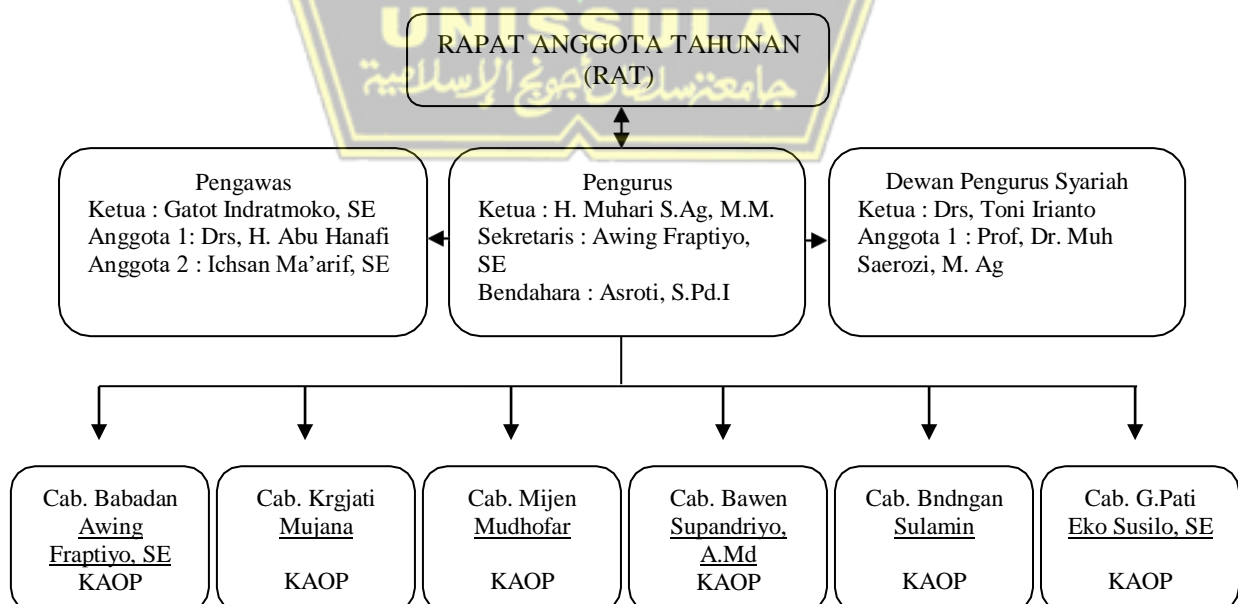 UNISSULA
جامعة سلطان أجونج الإسلامية
RAPAT ANGGOTA TAHUNAN
(RAT)
Pengawas
Ketua : Gatot Indratmoko, SE
Anggota 1: Drs, H. Abu Hanafi
Anggota 2 : Ichsan Ma’arif, SE
Pengurus
Ketua : H. Muhari S.Ag, M.M.
Sekretaris : Awing Fraptiyo,
SE
Bendahara : Asroti, S.Pd.I
Dewan Pengurus Syariah
Ketua : Drs, Toni Irianto
Anggota 1 : Prof, Dr. Muh
Saerozi, M. Ag
Cab. Babadan
Awing
Fraptiyo, SE
KAOP
Cab. Krgjati
Mujana
KAOP
Cab. Mijen
Mudhofar
KAOP
Cab. Bawen
Supandriyo,
A.Md
KAOP
Cab. Bndngan
Sulamin
KAOP
Cab. G.Pati
Eko Susilo, SE
KAOP